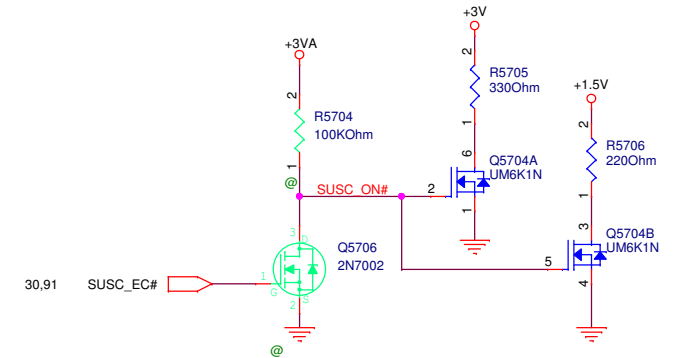 +3V
+3VA
2
R5705
330Ohm
1
+1.5V
2
R5704
100KOhm
1
@
2
R5706
220Ohm
1
6
Q5704A
UM6K1N
SUSC_ON#
2
1
3
D
Q5706
2N7002
3
Q5704B
UM6K1N
5
4
30,91
SUSC_EC#
1
G
S
2
@